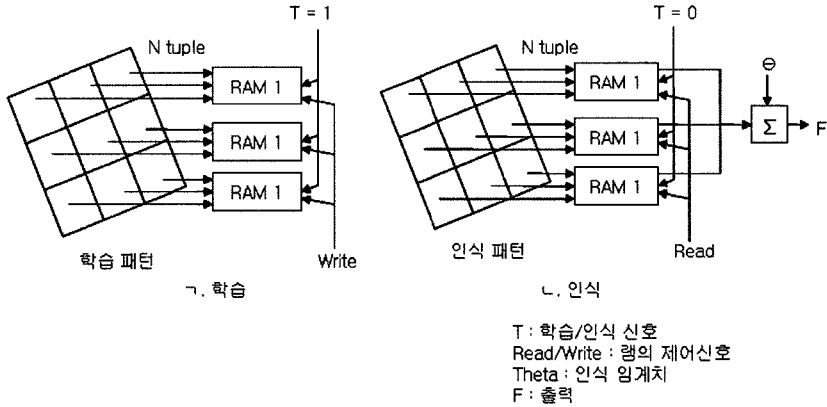 T = 1
N tuple
RAM 1
RAM 1
RAM 1
학습 패턴
Write
ㄱ. 학습
T = 0
N tuple
RAM 1
RAM 1
RAM 1
Θ
Σ
F
인식 패턴
Read
ㄴ. 인식
T : 학습/인식 신호
Read/Write : 램의 제어신호
Theta : 인식 임계치
F : 출력